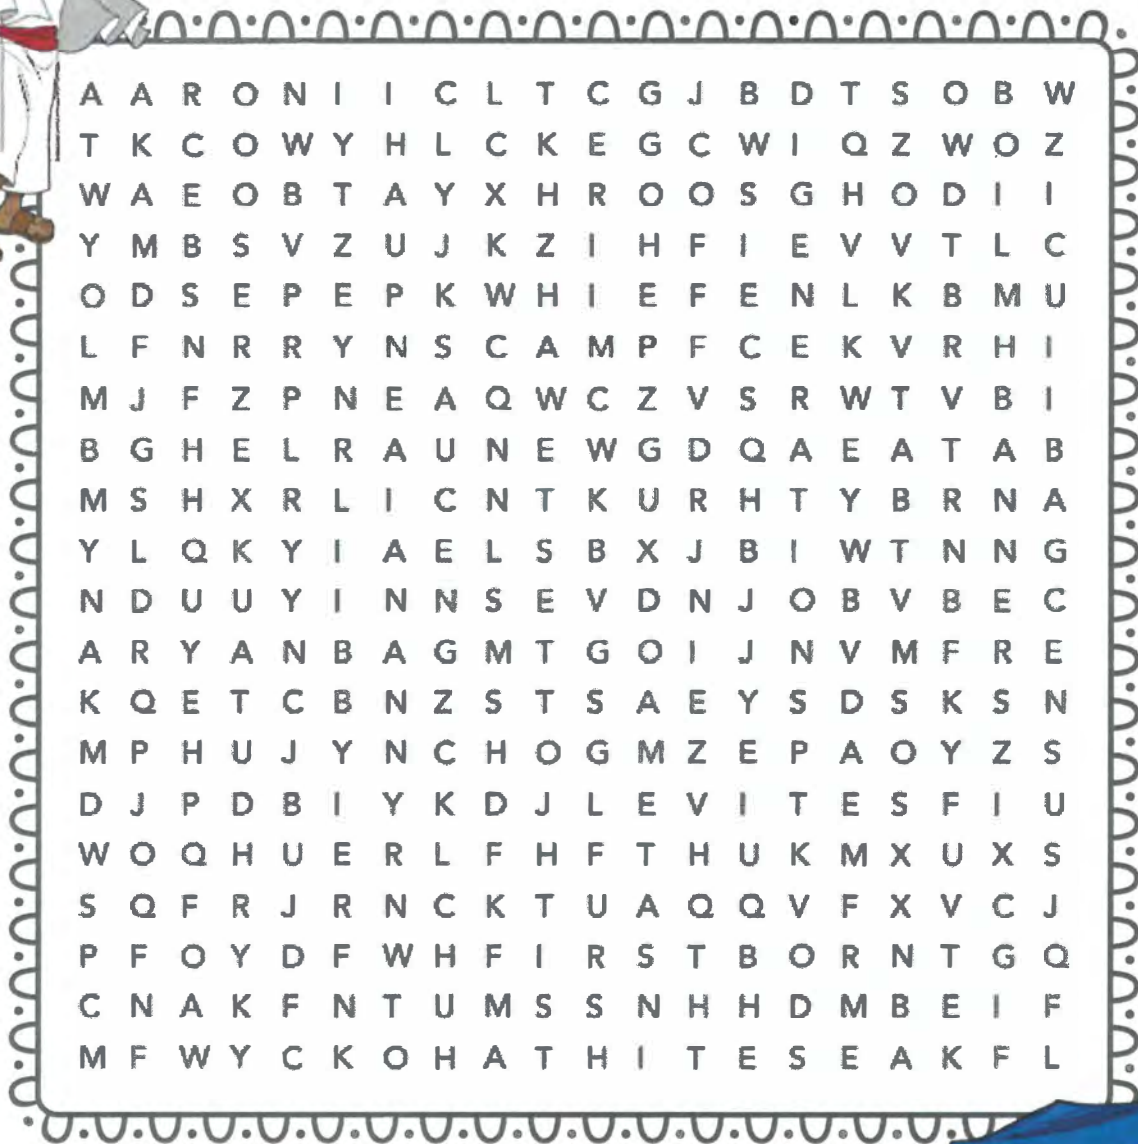 A A R O N I I C L T C G J B D T S O B W
T K C O W Y H L C K E G C W I Q Z W O Z
W A E O B T A Y X H R O O S G H O D I I
Y M B S V Z U J K Z I H F I E V V T L C
O D S E P E P K W H I E F E N L K B M U
L F N R R Y N S C A M P F C E K V R H I
M J F Z P N E A Q W C Z V S R W T V B I
B G H E L R A U N E W G D Q A E A T A B
M S H X R L I C N T K U R H T Y B R N A
Y L Q K Y I A E L S B X J B I W T N N G
N D U U Y I N N S E V D N J O B V B E C
A R Y A N B A G M T G O I J N V M F R E
K Q E T C B N Z S T S A E Y S D S K S N
M P H U J Y N C H O G M Z E P A O Y Z S
D J P D B I Y K D J L E V I T E S F I U
W O Q H U E R L F H F T H U K M X U X S
S Q F R J R N C K T U A Q Q V F X V C J
P F O Y D F W H F I R S T B O R N T G Q
C N A K F N T U M S S N H H D M B E I F
M F W Y C K O H A T H I T E S E A K F L